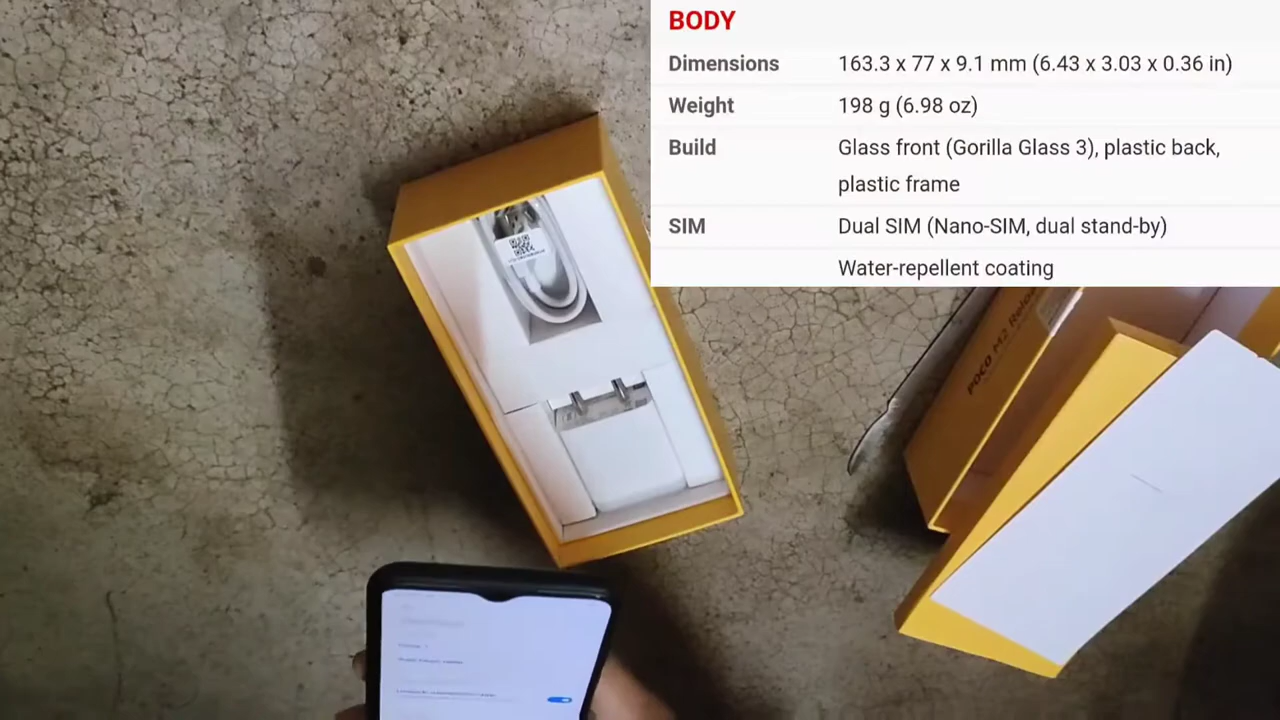 BODY
Dimensions 163.3 x 77 x 9.1 mm (6.43 x 3.03 x 0.36 in)
Weight 198 g (6.98 oz)
Build Glass front (Gorilla Glass 3), plastic back,
plastic frame
SIM Dual SIM (Nano-SIM, dual stand-by)
Water-repellent coating
POCO M2